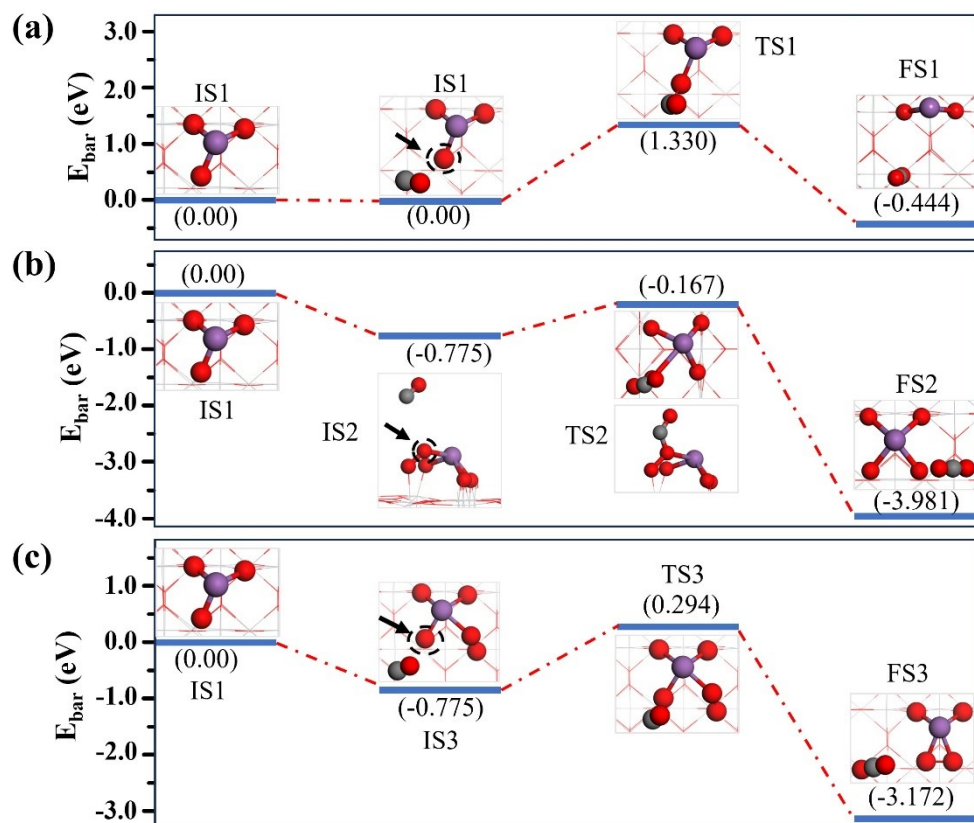 (a)
E_bar (eV)
3.0
2.0
1.0
0.0
IS1
(0.00)
IS1
(0.00)
TS1
(1.330)
FS1
(-0.444)
(b)
E_bar (eV)
0.0
-1.0
-2.0
-3.0
-4.0
(0.00)
IS1
(-0.775)
IS2
(-0.167)
TS2
FS2
(-3.981)
(c)
E_bar (eV)
1.0
0.0
-1.0
-2.0
-3.0
(0.00)
IS1
(-0.775)
IS3
TS3
(0.294)
FS3
(-3.172)